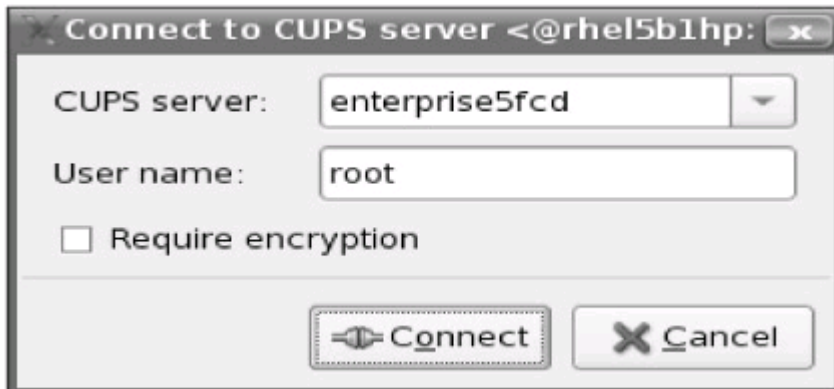 Connect to CUPS server <@rhel5b1hp:
CUPS server: enterprise5fcd
User name: root
Require encryption
Connect Cancel